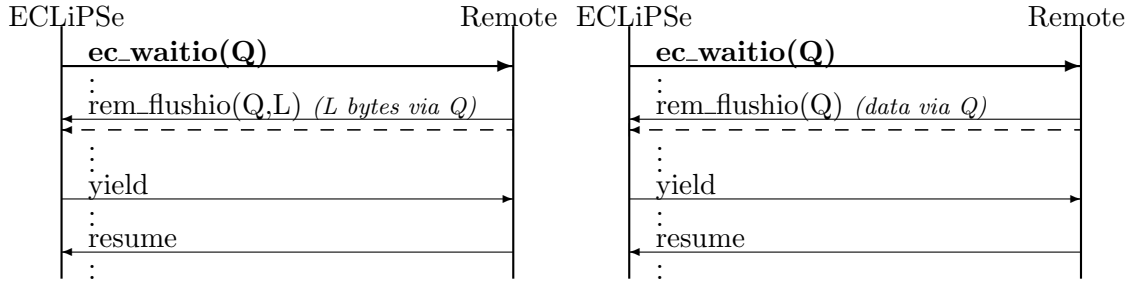 ECLiPSe Remote
ec_waitio(Q)
rem_flushio(Q,L) (L bytes via Q)
yield
resume
ECLiPSe Remote
ec_waitio(Q)
rem_flushio(Q) (data via Q)
yield
resume